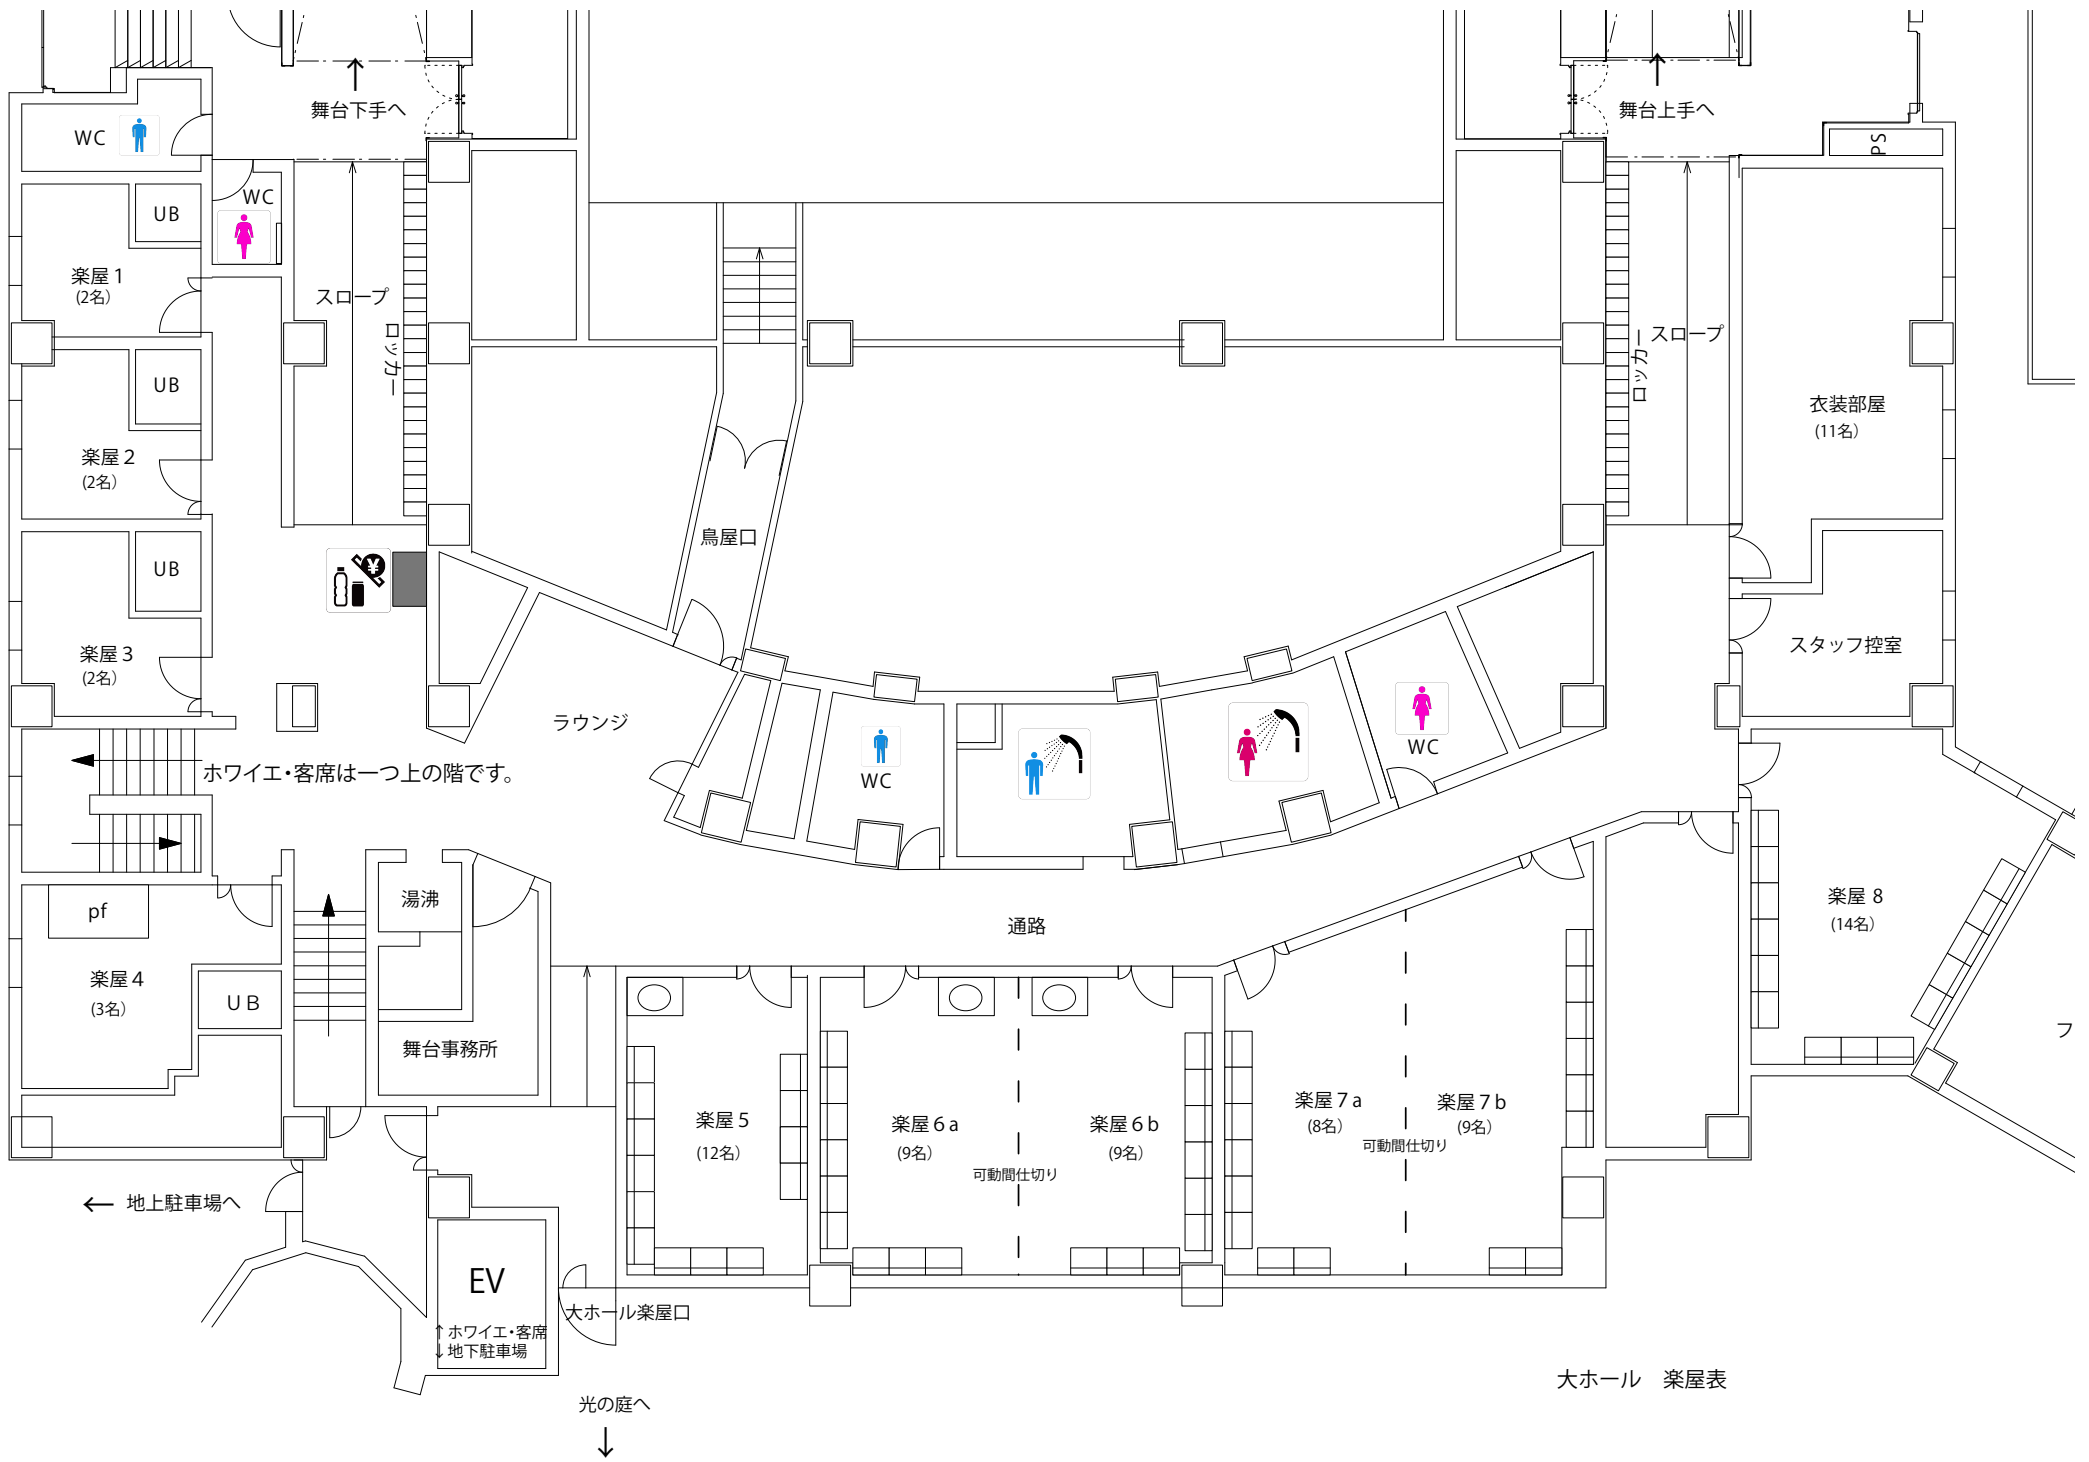 舞台下手へ
舞台上手へ
WC
PS
WC
UB
楽屋1
(2名)
スロープ
ロッカー
スロープ
ロッカー
UB
楽屋2
(2名)
衣装部屋
(11名)
鳥屋口
UB
¥
楽屋3
(2名)
スタッフ控室
ラウンジ
WC
WC
ホワイエ・客席は一つ上の階です。
湯沸
pf
楽屋 8
(14名)
通路
楽屋4
(3名)
UB
フ
舞台事務所
楽屋5
(12名)
楽屋6a
(9名)
楽屋6b
(9名)
可動間仕切り
楽屋7a
(8名)
楽屋7b
(9名)
可動間仕切り
← 地上駐車場へ
EV
大ホール楽屋口
↑ ホワイエ・客席
↓ 地下駐車場
大ホール　楽屋表
光の庭へ
↓